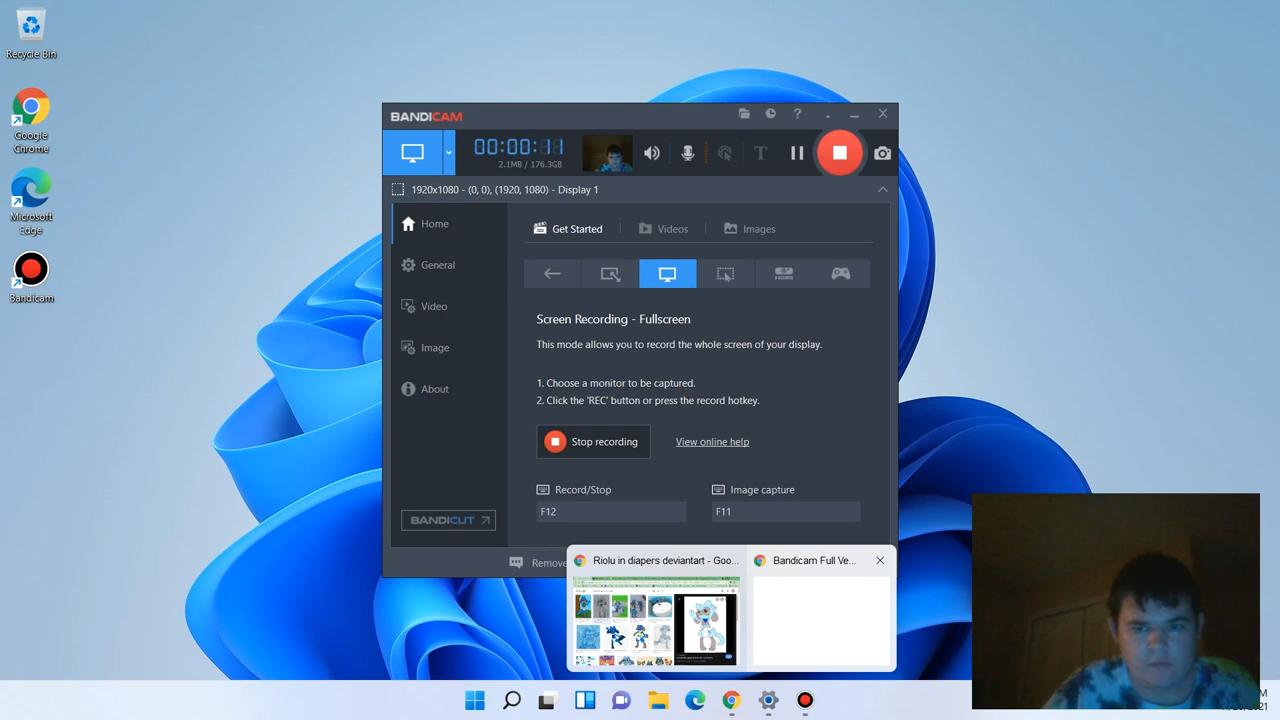 Recycle Bin
Google
Chrome
Microsoft
Edge
Bandicam
BANDICAM
?
00:00:11
2.1MB / 176.3GB
T
1920x1080 - (0, 0), (1920, 1080) - Display 1
Home
General
Video
Image
About
BANDICUT
Get Started
Videos
Images
Screen Recording - Fullscreen
This mode allows you to record the whole screen of your display.
1. Choose a monitor to be captured.
2. Click the 'REC' button or press the record hotkey.
Stop recording
View online help
Record/Stop
Image capture
F12
F11
Remove
Riolu in diapers deviantart - Goo...
Bandicam Full Ve...